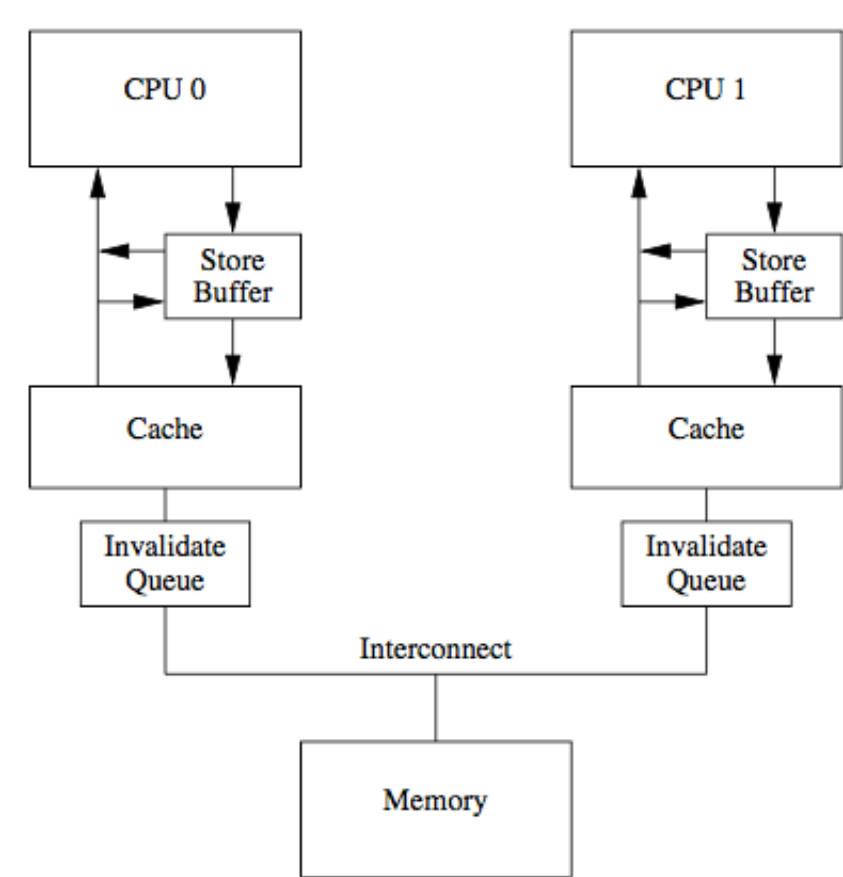 CPU 0
CPU 1
Store
Buffer
Store
Buffer
Cache
Cache
Invalidate
Queue
Invalidate
Queue
Interconnect
Memory